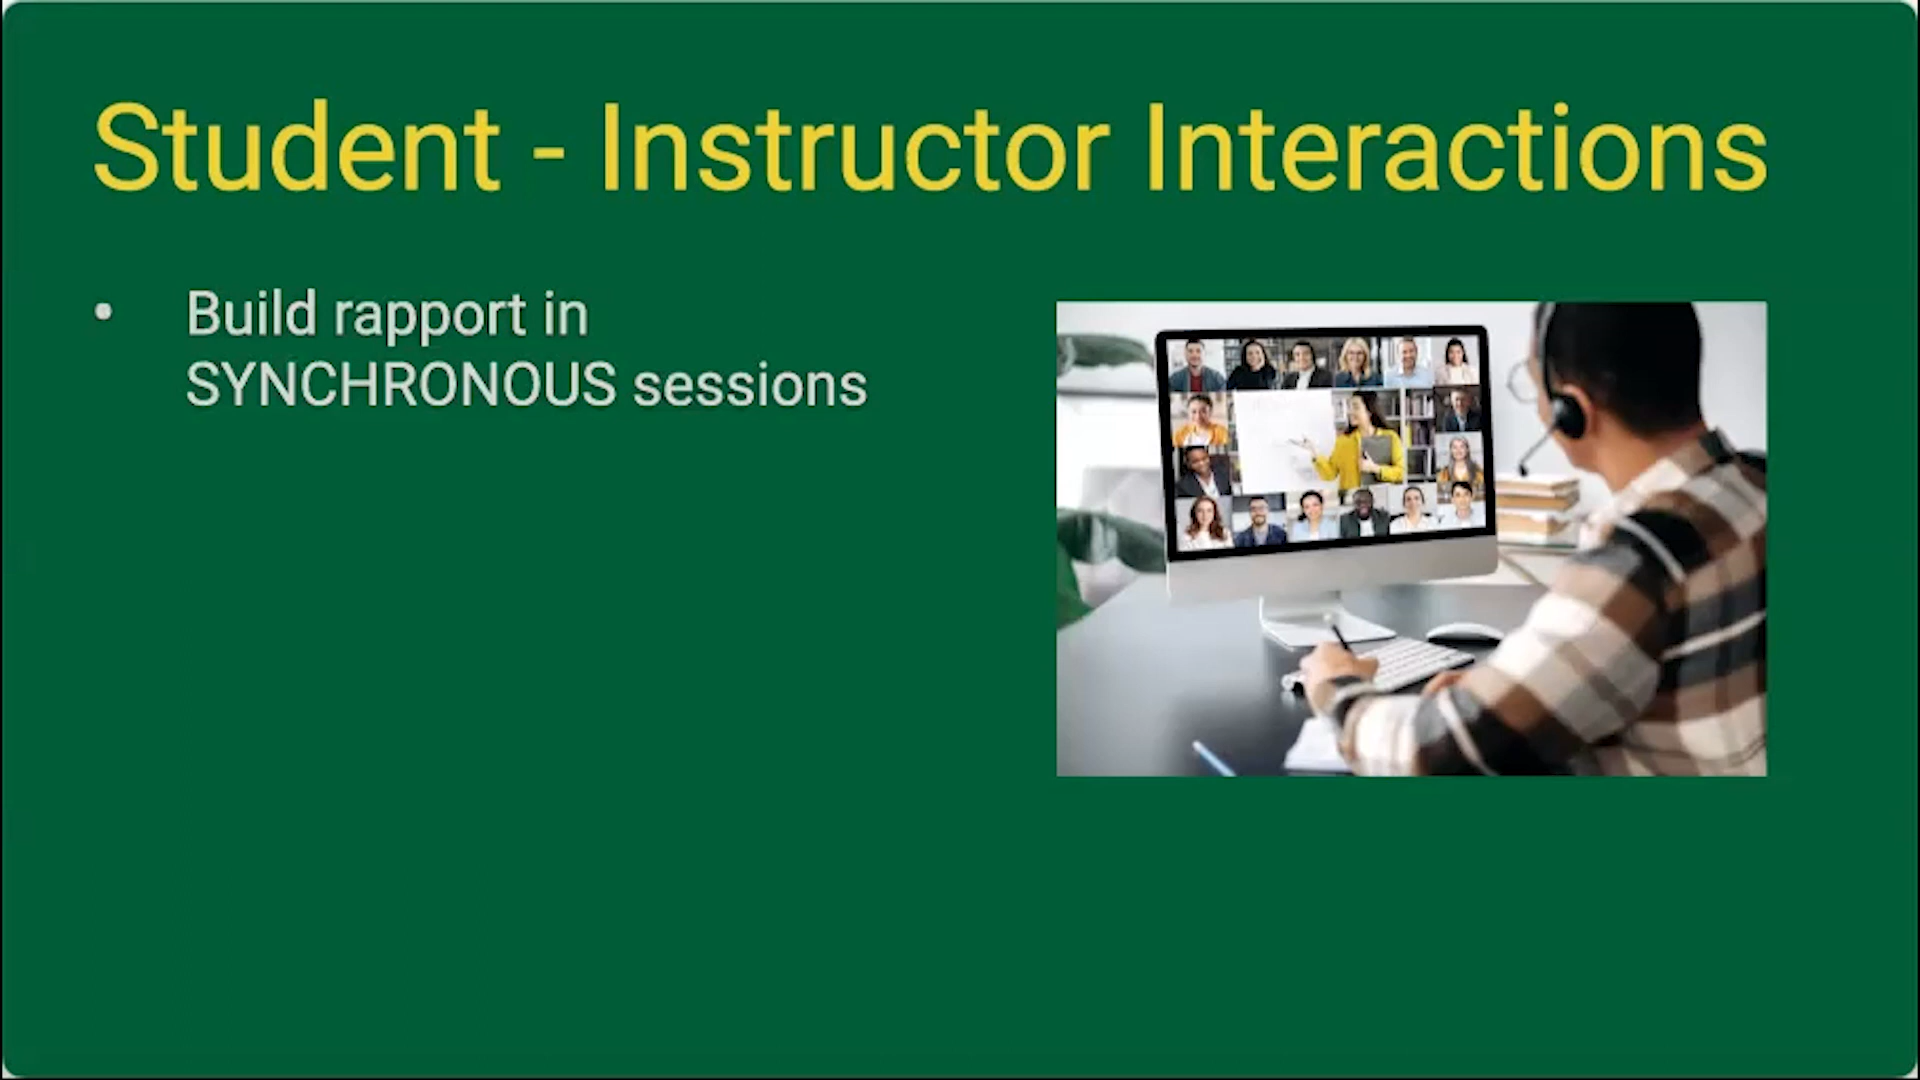 Student - Instructor Interactions
• Build rapport in
SYNCHRONOUS sessions